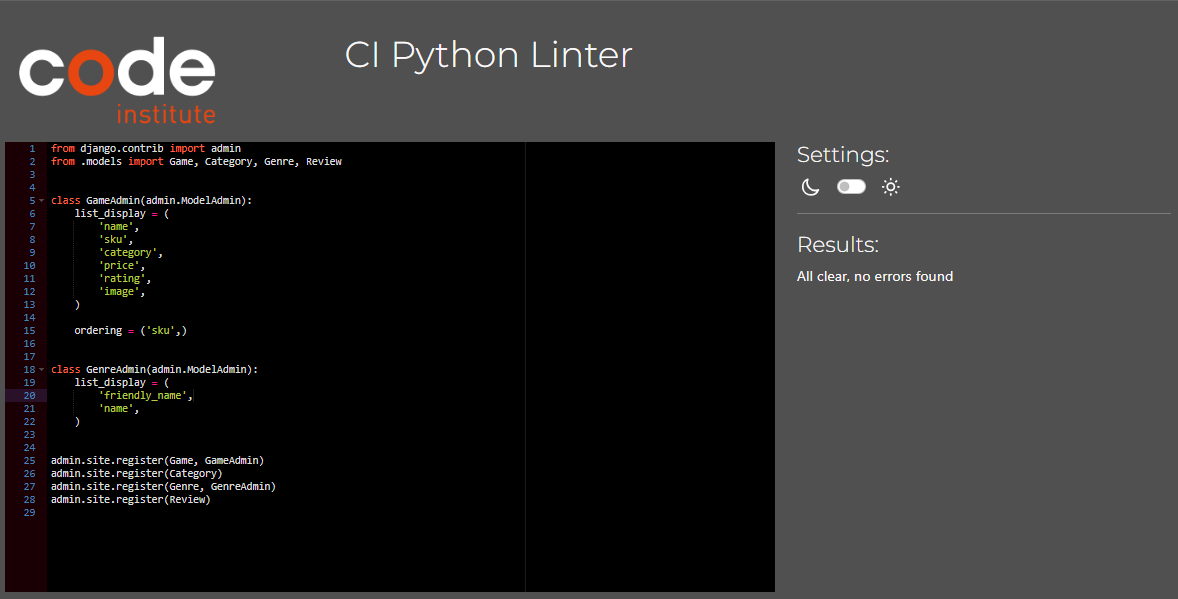 code
institute
CI Python Linter
1 from django.contrib import admin
2 from .models import Game, Category, Genre, Review
3
4
5 class GameAdmin(admin.ModelAdmin):
6     list_display = (
7         'name',
8         'sku',
9         'category',
10         'price',
11         'rating',
12         'image',
13     )
14
15     ordering = ('sku',)
16
17
18 class GenreAdmin(admin.ModelAdmin):
19     list_display = (
20         'friendly_name',
21         'name',
22     )
23
24
25 admin.site.register(Game, GameAdmin)
26 admin.site.register(Category)
27 admin.site.register(Genre, GenreAdmin)
28 admin.site.register(Review)
29
Settings:
Results:
All clear, no errors found